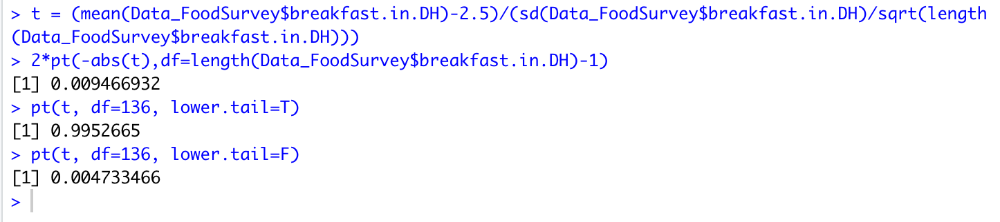 > t = (mean(Data_FoodSurvey$breakfast.in.DH)-2.5)/(sd(Data_FoodSurvey$breakfast.in.DH)/sqrt(length
(Data_FoodSurvey$breakfast.in.DH)))
> 2*pt(-abs(t),df=length(Data_FoodSurvey$breakfast.in.DH)-1)
[1] 0.009466932
> pt(t, df=136, lower.tail=T)
[1] 0.9952665
> pt(t, df=136, lower.tail=F)
[1] 0.004733466
>